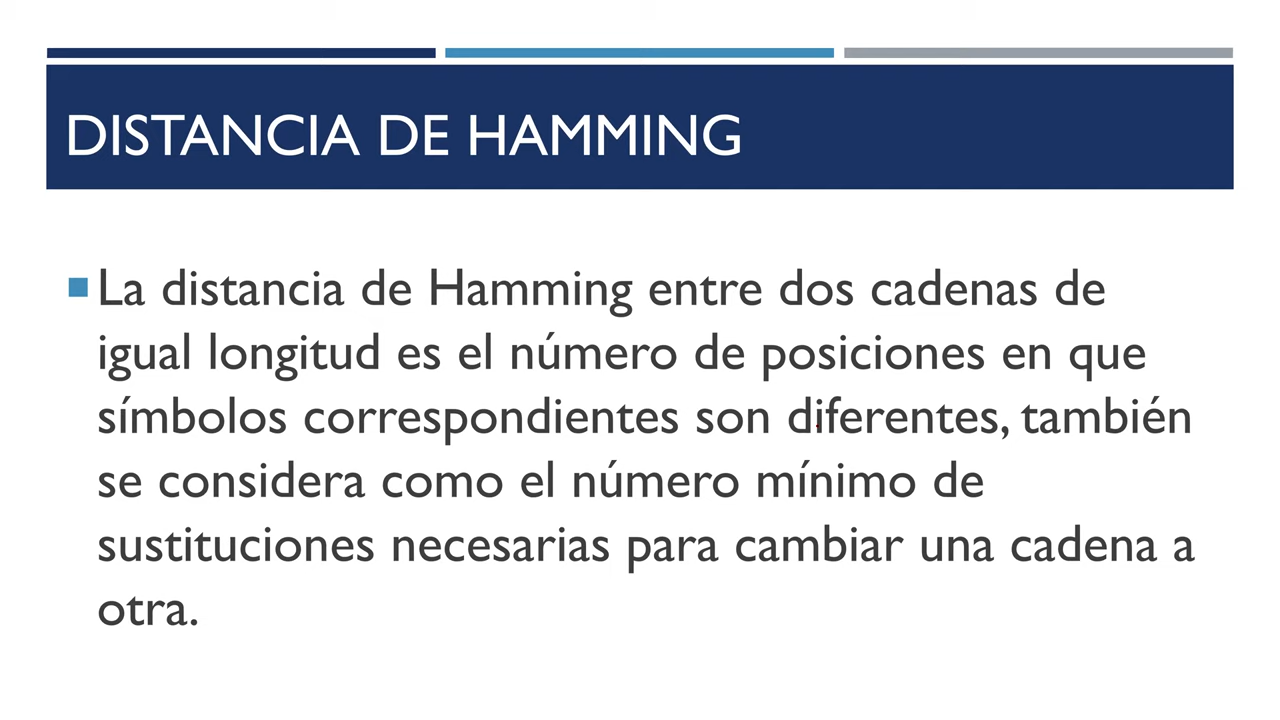 DISTANCIA DE HAMMING
La distancia de Hamming entre dos cadenas de
igual longitud es el número de posiciones en que
símbolos correspondientes son diferentes, también
se considera como el número mínimo de
sustituciones necesarias para cambiar una cadena a
otra.